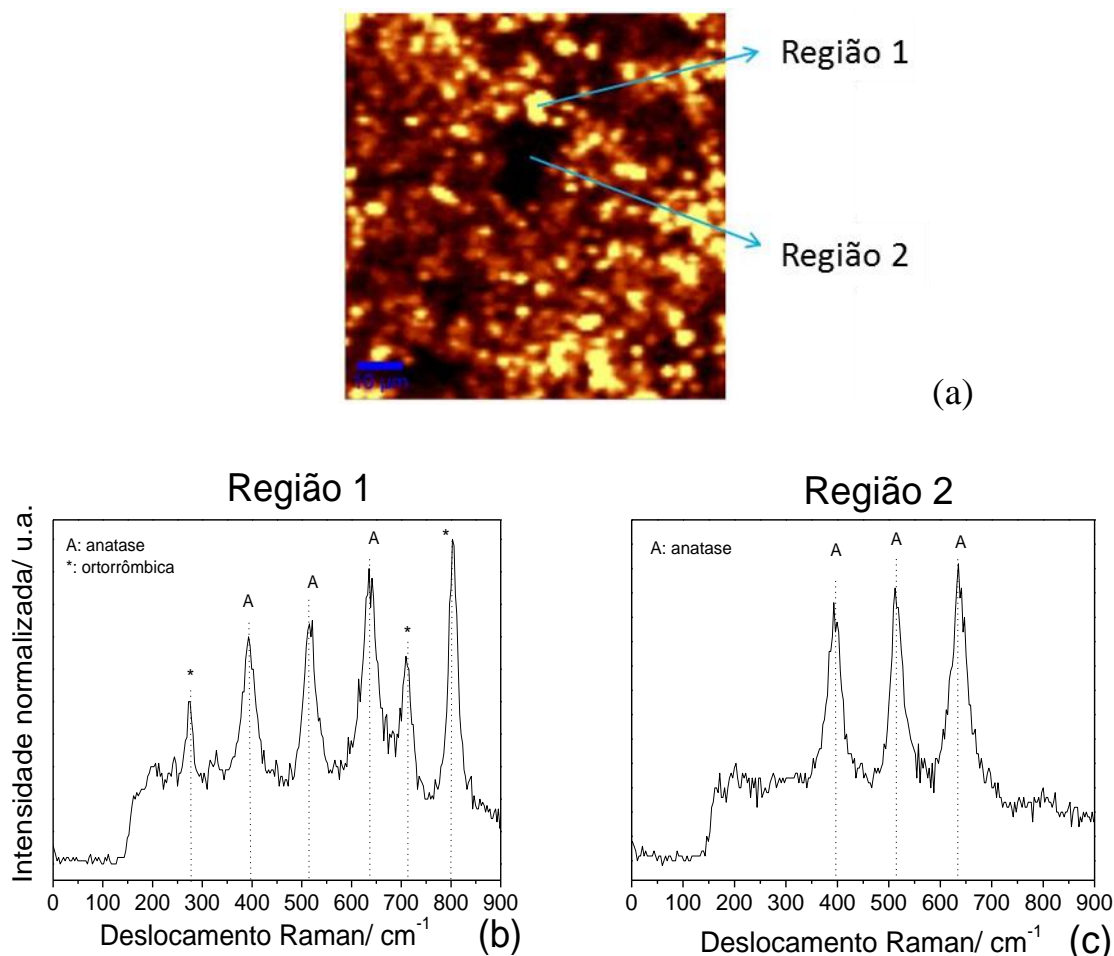 Região 1
Região 2
10 µm
(a)
Região 1
Intensidade normalizada/ u.a.
A: anatase
*: ortorrômbica
*
A
A
A
*
*
0 100 200 300 400 500 600 700 800 900
Deslocamento Raman/ cm⁻¹
(b)
Região 2
A: anatase
A
A
A
0 100 200 300 400 500 600 700 800 900
Deslocamento Raman/ cm⁻¹
(c)